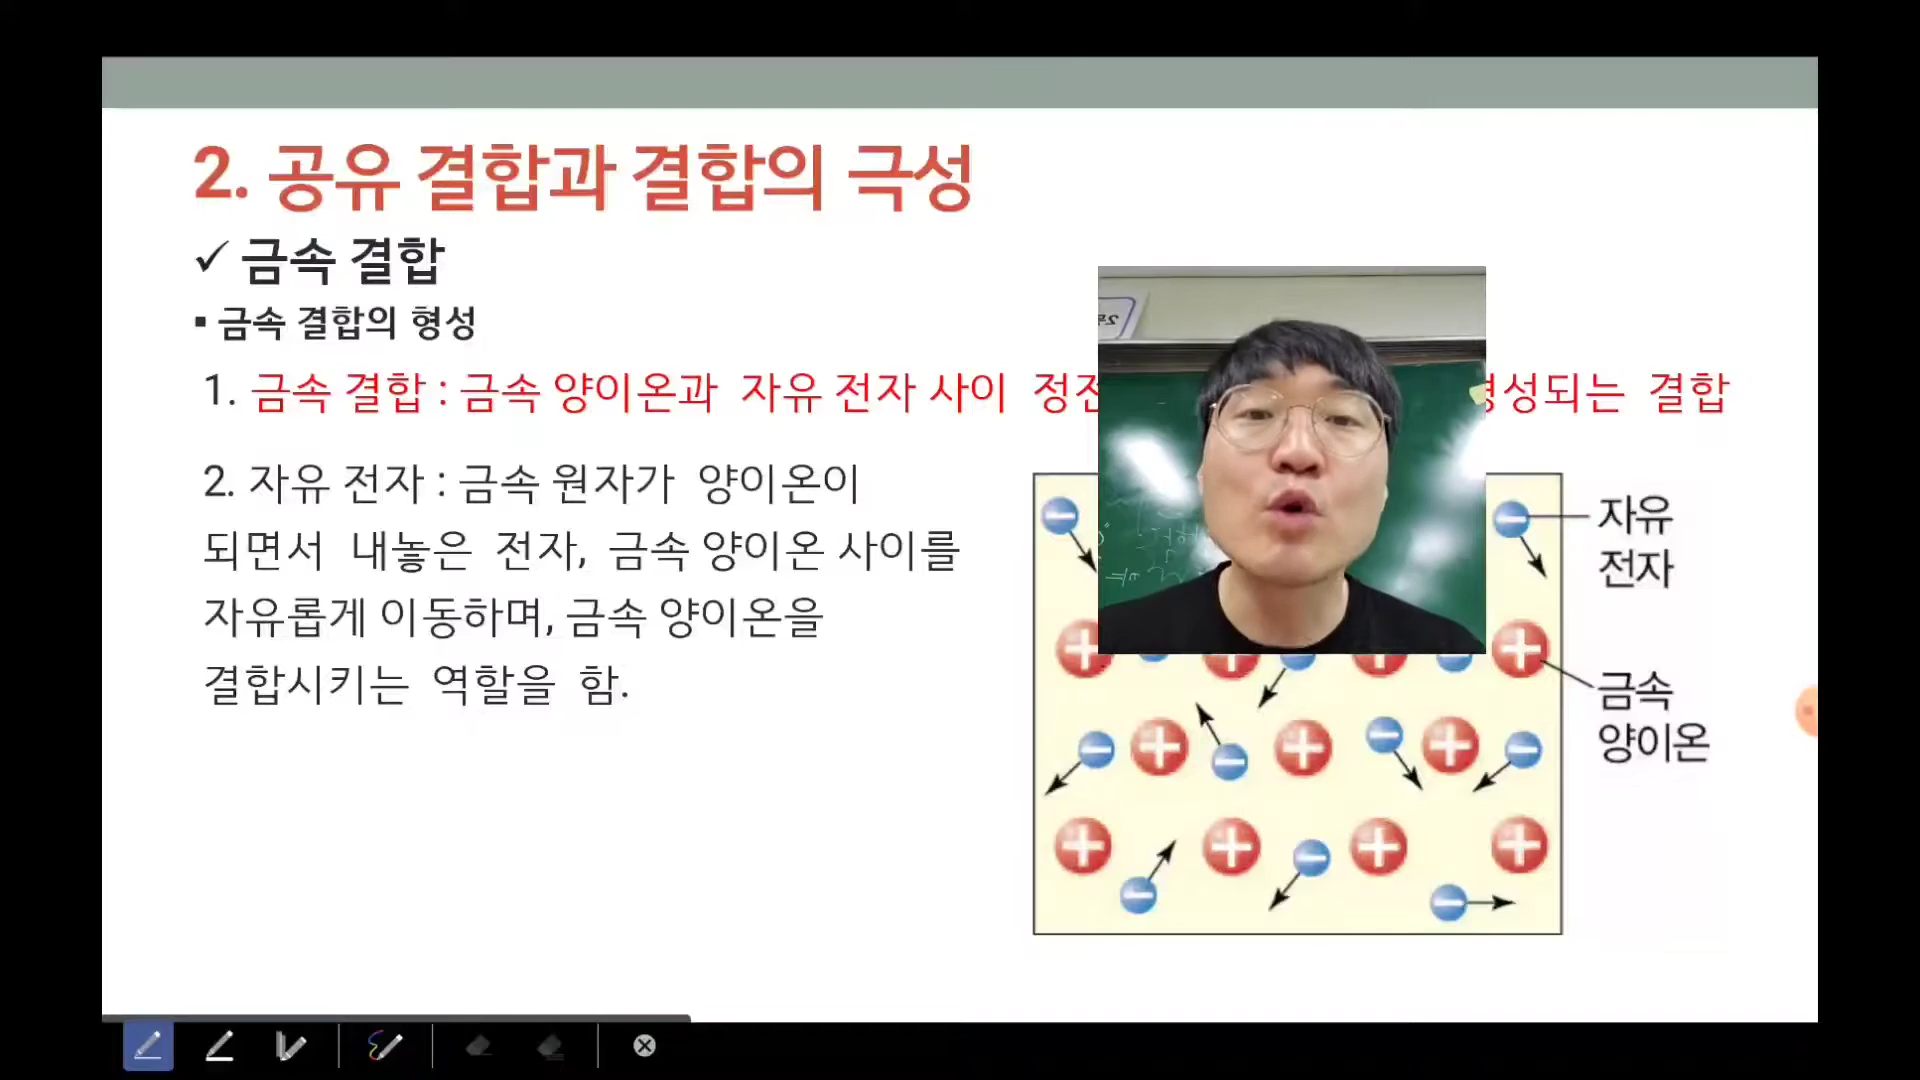 2. 공유 결합과 결합의 극성
✓ 금속 결합
▪ 금속 결합의 형성
1. 금속 결합 : 금속 양이온과 자유 전자 사이 성되는 결합
2. 자유 전자 : 금속 원자가 양이온이
되면서 내놓은 전자, 금속 양이온 사이를
자유롭게 이동하며, 금속 양이온을
결합시키는 역할을 함.
자유
전자
금속
양이온